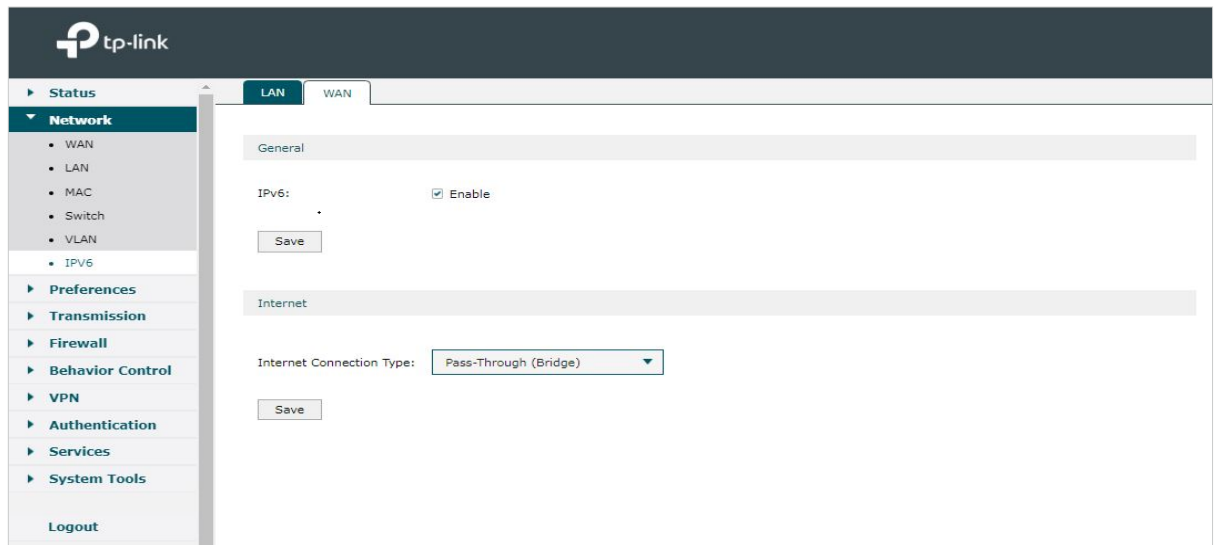 tp-link
Status
Network
WAN
LAN
MAC
Switch
VLAN
IPV6
Preferences
Transmission
Firewall
Behavior Control
VPN
Authentication
Services
System Tools
Logout
LAN WAN
General
IPv6: Enable
Save
Internet
Internet Connection Type: Pass-Through (Bridge)
Save